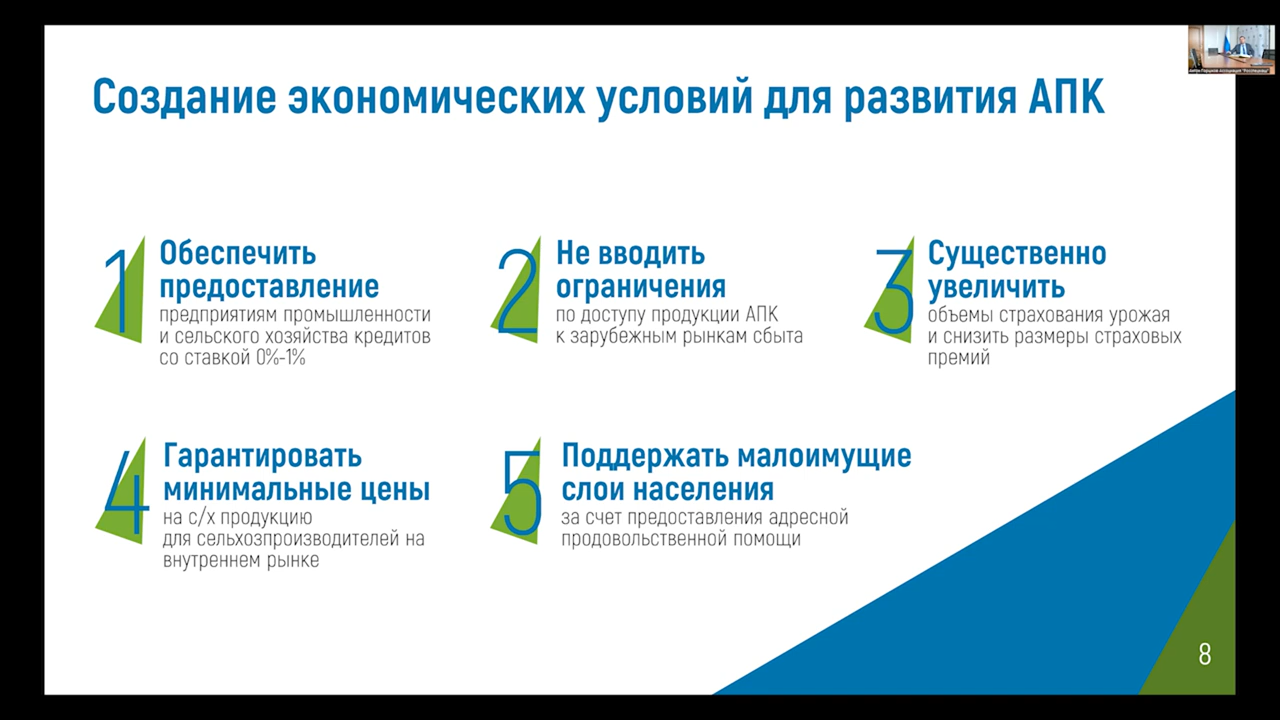 Создание экономических условий для развития АПК
1
Обеспечить
предоставление
предприятиям промышленности
и сельского хозяйства кредитов
со ставкой 0%-1%
2
Не вводить
ограничения
по доступу продукции АПК
к зарубежным рынкам сбыта
3
Существенно
увеличить
объемы страхования урожая
и снизить размеры страховых
премий
4
Гарантировать
минимальные цены
на с/х продукцию
для сельхозпроизводителей на
внутреннем рынке
5
Поддержать малоимущие
слои населения
за счет предоставления адресной
продовольственной помощи
8